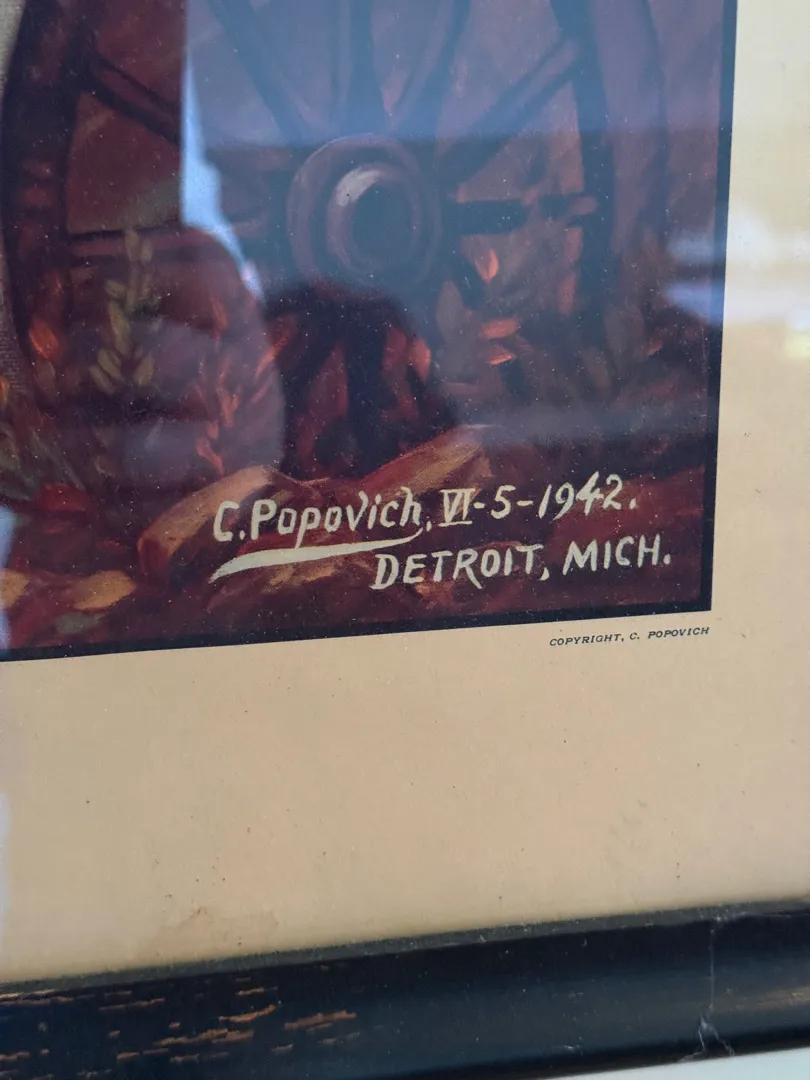 C. Popovich, VI-5-1942.
DETROIT, MICH.
COPYRIGHT, C. POPOVICH